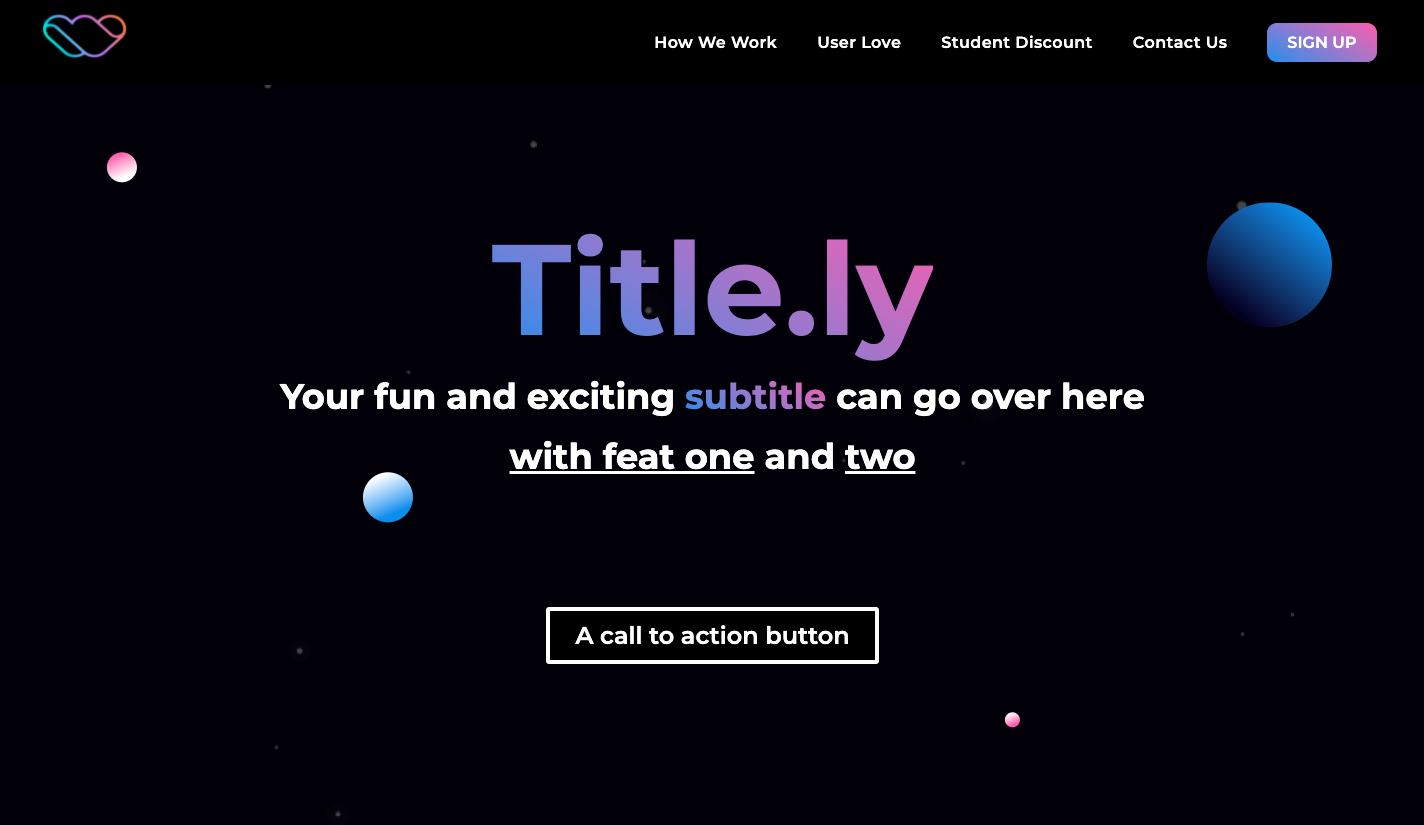 How We Work User Love Student Discount Contact Us SIGN UP
Title.ly
Your fun and exciting subtitle can go over here
with feat one and two
A call to action button